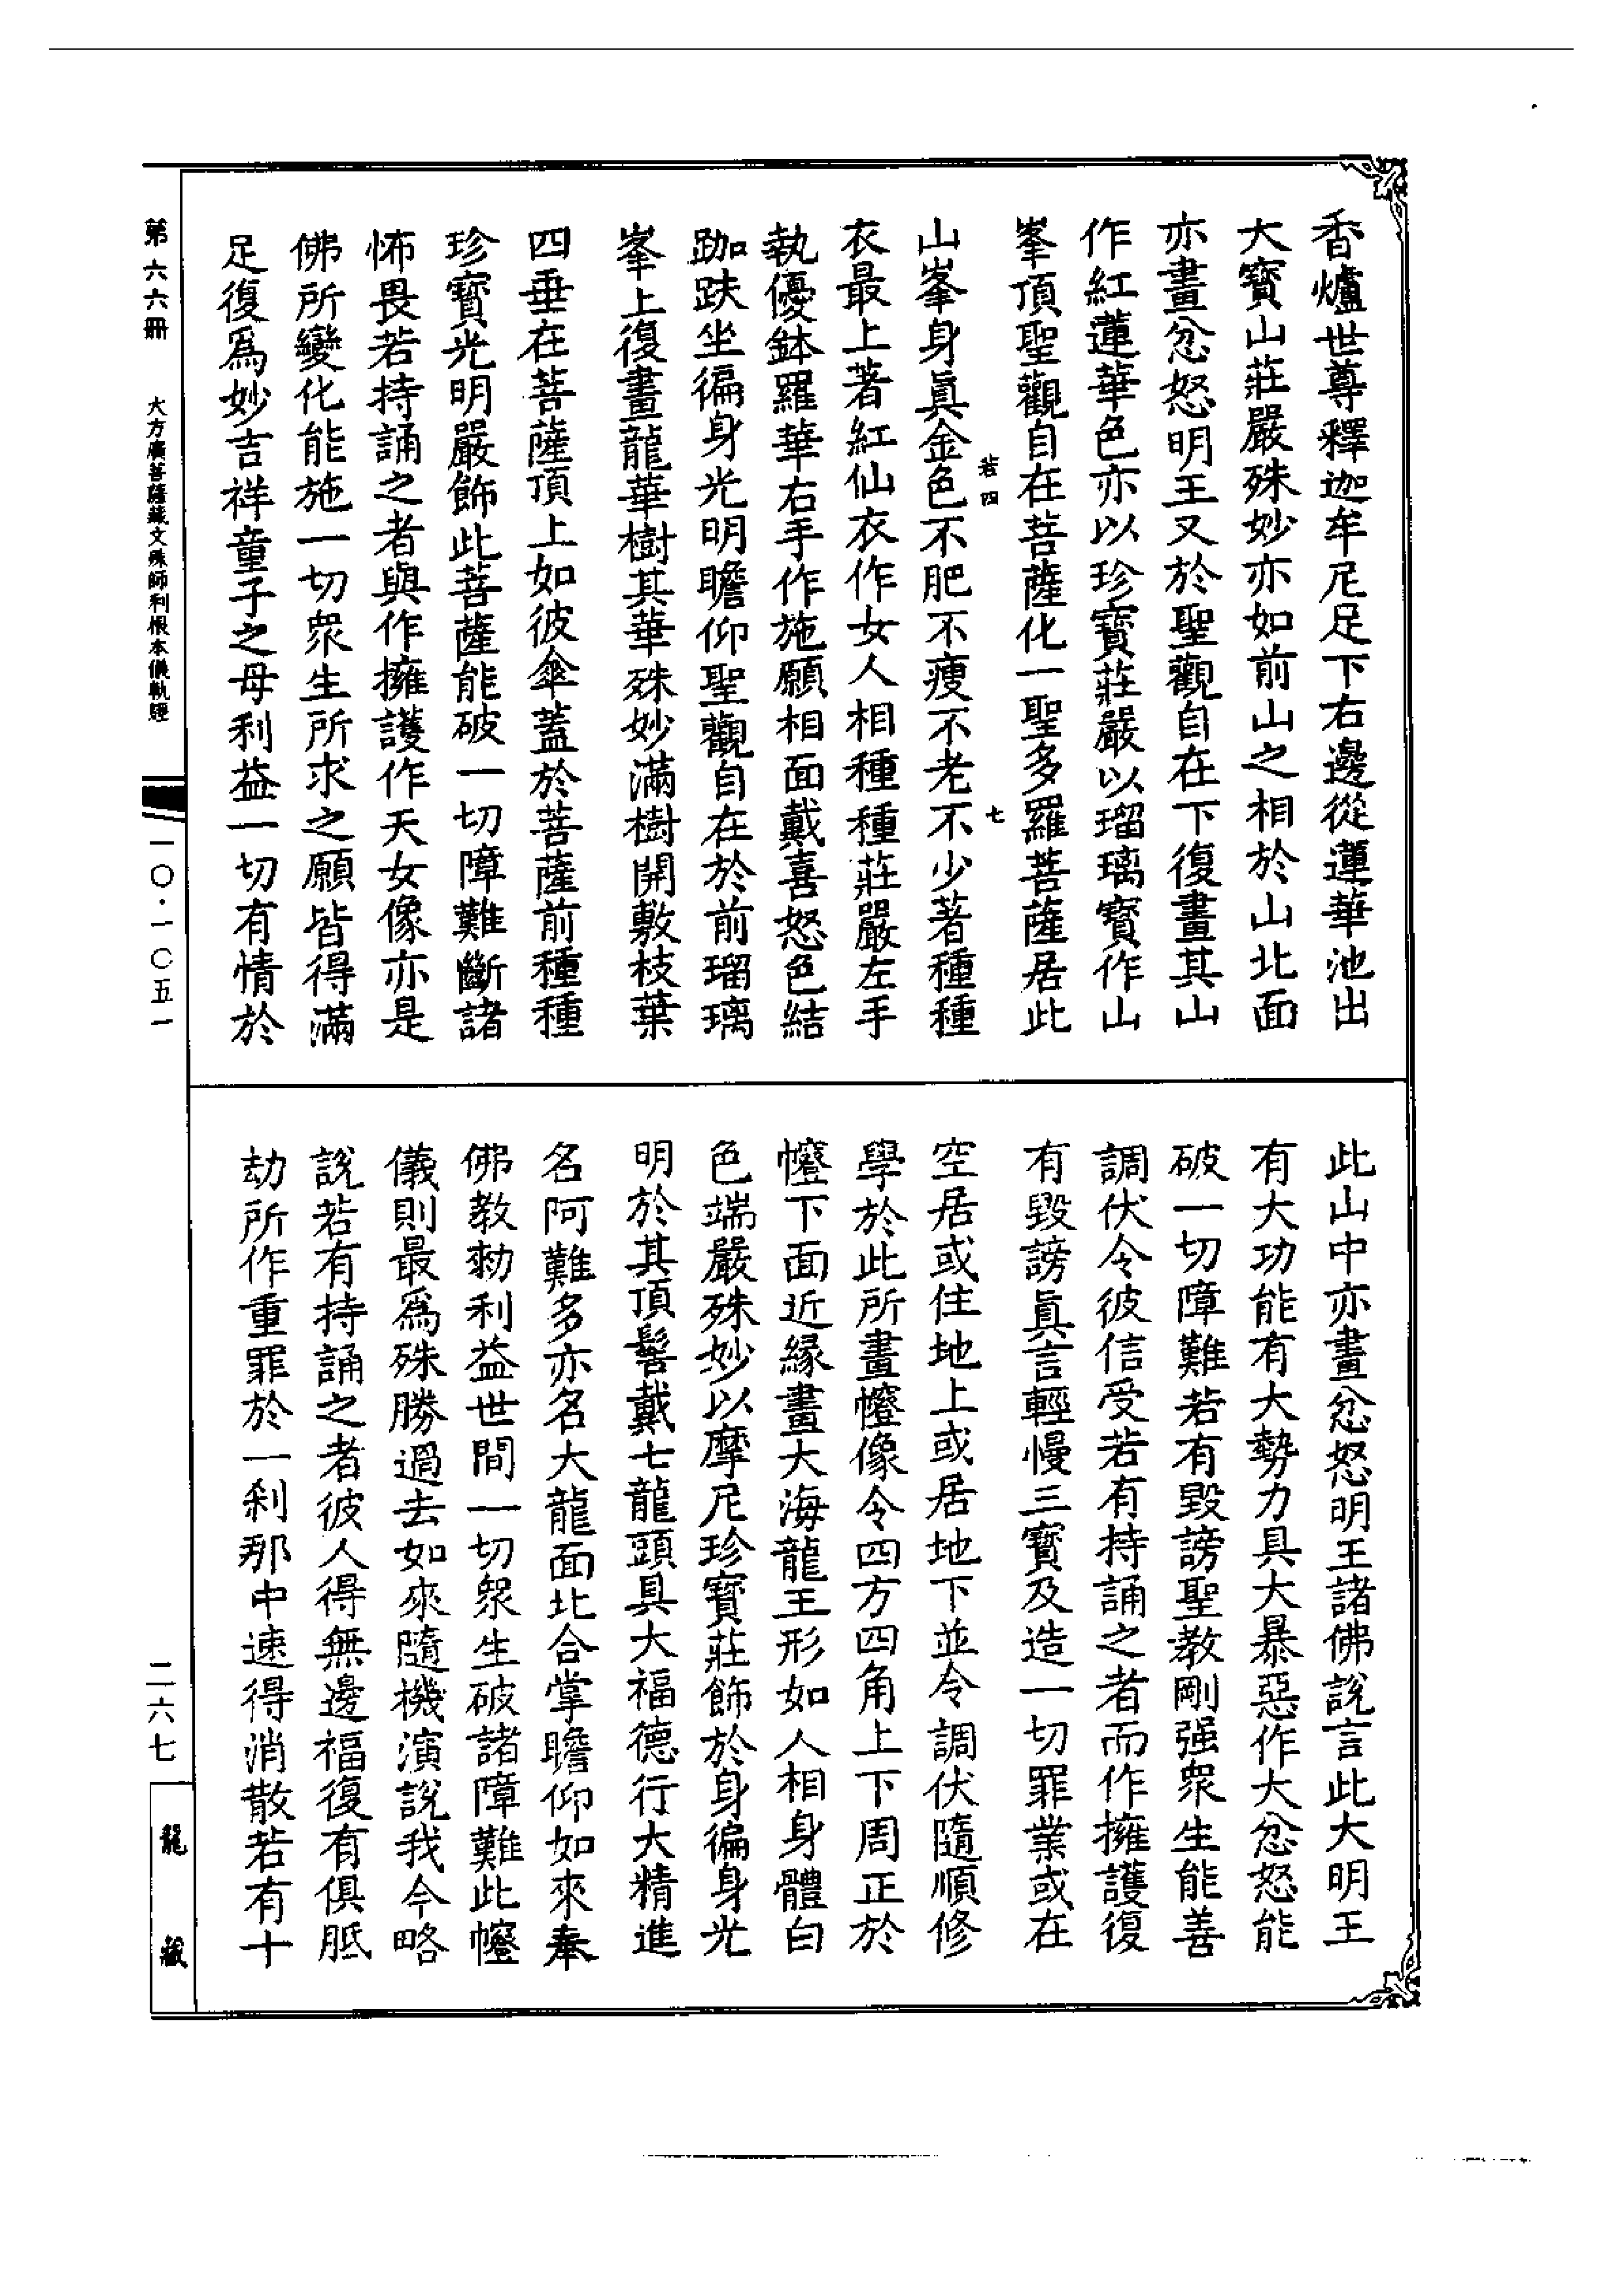 香爐世尊釋迦牟尼足下右邊從蓮華池出
大寶山莊嚴殊妙亦如前山之相於山北面
亦畫忿怒明王又於聖觀自在下復畫其山
作紅蓮華色亦以珍寶莊嚴以瑠璃寶作山
峯頂聖觀自在菩薩化一聖多羅菩薩居此
若四
七
山峯身眞金色不肥不瘦不老不少著種種
衣最上著紅仙衣作女人相種種莊嚴左手
執優鉢羅華右手作施願相面戴喜怒色結
跏趺坐徧身光明瞻仰聖觀自在於前瑠璃
峯上復畫龍華樹其華殊妙滿樹開敷枝葉
四垂在菩薩頂上如彼傘蓋於菩薩前種種
珍寶光明嚴飾此菩薩能破一切障難斷諸
怖畏若持誦之者與作擁護作天女像亦是
佛所變化能施一切衆生所求之願皆得滿
足復爲妙吉祥童子之母利益一切有情於
此山中亦畫忿怒明王諸佛說言此大明王
有大功能有大勢力具大暴惡作大忿怒能
破一切障難若有毀謗聖教剛强衆生能善
調伏令彼信受若有持誦之者而作擁護復
有毀謗眞言輕慢三寶及造一切罪業或在
空居或住地上或居地下並令調伏隨順修
學於此所畫㡧像令四方四角上下周正於
㡧下面近緣畫大海龍王形如人相身體白
色端嚴殊妙以摩尼珍寶莊飾於身徧身光
明於其頂髻戴七龍頭具大福德行大精進
名阿難多亦名大龍面北合掌瞻仰如來奉
佛教勑利益世間一切衆生破諸障難此㡧
儀則最爲殊勝過去如來隨機演說我今略
說若有持誦之者彼人得無邊福復有俱胝
劫所作重罪於一刹那中速得消散若有十
第六六冊
大方廣菩薩藏文殊師利根本儀軌經
一〇·一〇五一
二六七
龍藏